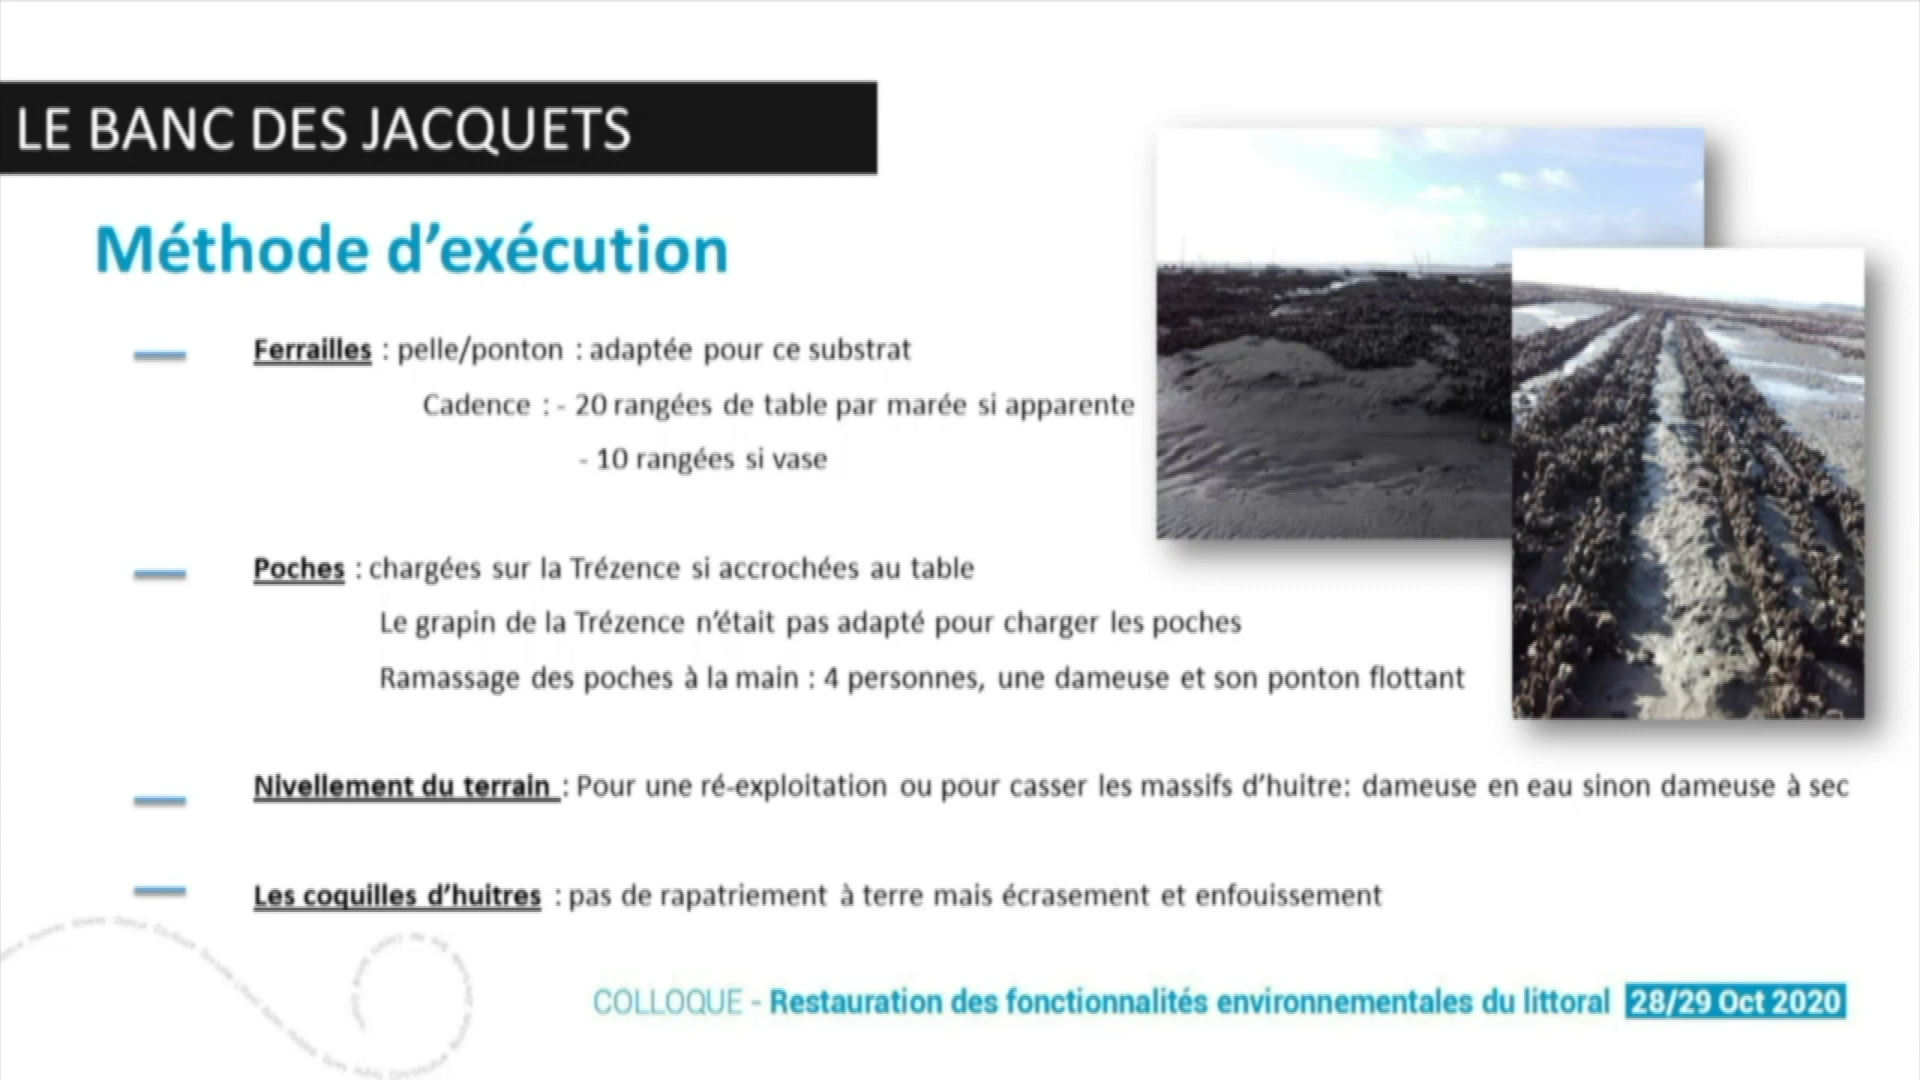 LE BANC DES JACQUETS
Méthode d’exécution
Ferrailles : pelle/ponton : adaptée pour ce substrat
Cadence : - 20 rangées de table par marée si apparente
- 10 rangées si vase
Poches : chargées sur la Trézence si accrochées au table
Le grapin de la Trézence n’était pas adapté pour charger les poches
Ramassage des poches à la main : 4 personnes, une dameuse et son ponton flottant
Nivellement du terrain : Pour une ré-exploitation ou pour casser les massifs d’huitre: dameuse en eau sinon dameuse à sec
Les coquilles d’huitres : pas de rapatriement à terre mais écrasement et enfouissement
COLLOQUE - Restauration des fonctionnalités environnementales du littoral 28/29 Oct 2020